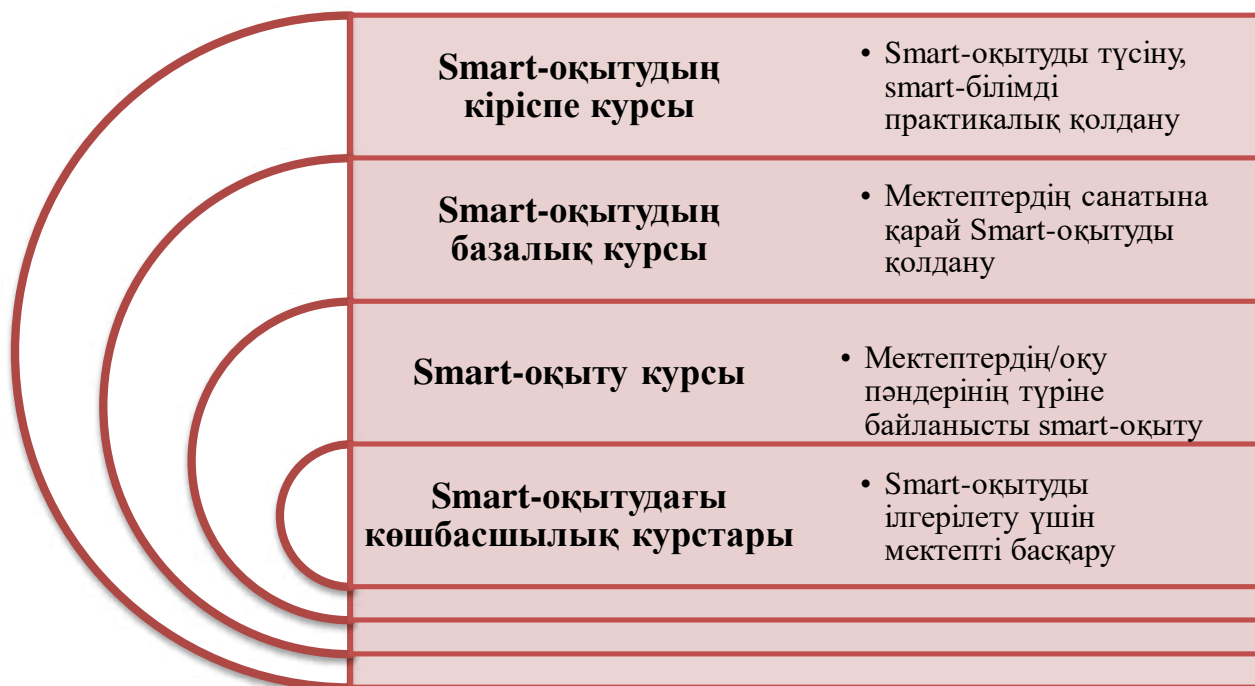 Smart-оқытудың
кіріспе курсы
• Smart-оқытуды түсіну,
smart-білімді
практикалық қолдану
Smart-оқытудың
базалық курсы
• Мектептердің санатына
қарай Smart-оқытуды
қолдану
Smart-оқыту курсы
• Мектептердің/оқу
пәндерінің түріне
байланысты smart-оқыту
Smart-оқытудағы
көшбасшылық курстары
• Smart-оқытуды
ілгерілету үшін
мектепті басқару